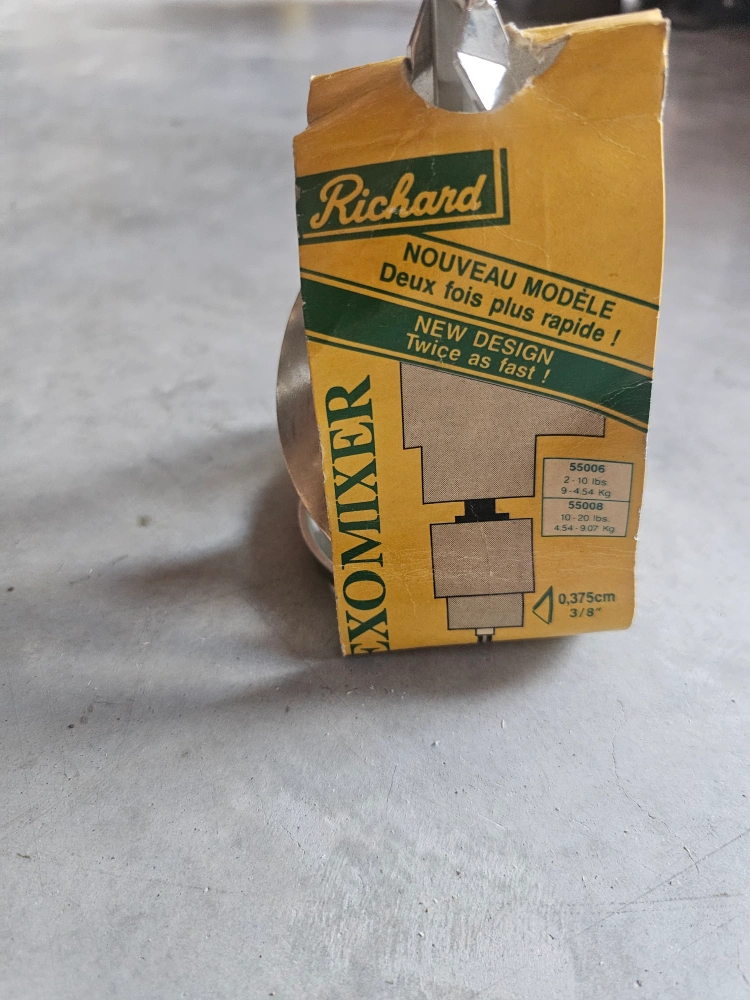 Richard
NOUVEAU MODÈLE
Deux fois plus rapide !
NEW DESIGN
Twice as fast !
EXOMIXER
55006
2-10 lbs
9-4.54 Kg
55008
10-20 lbs.
4.54-9.07 Kg
0,375cm
3/8"